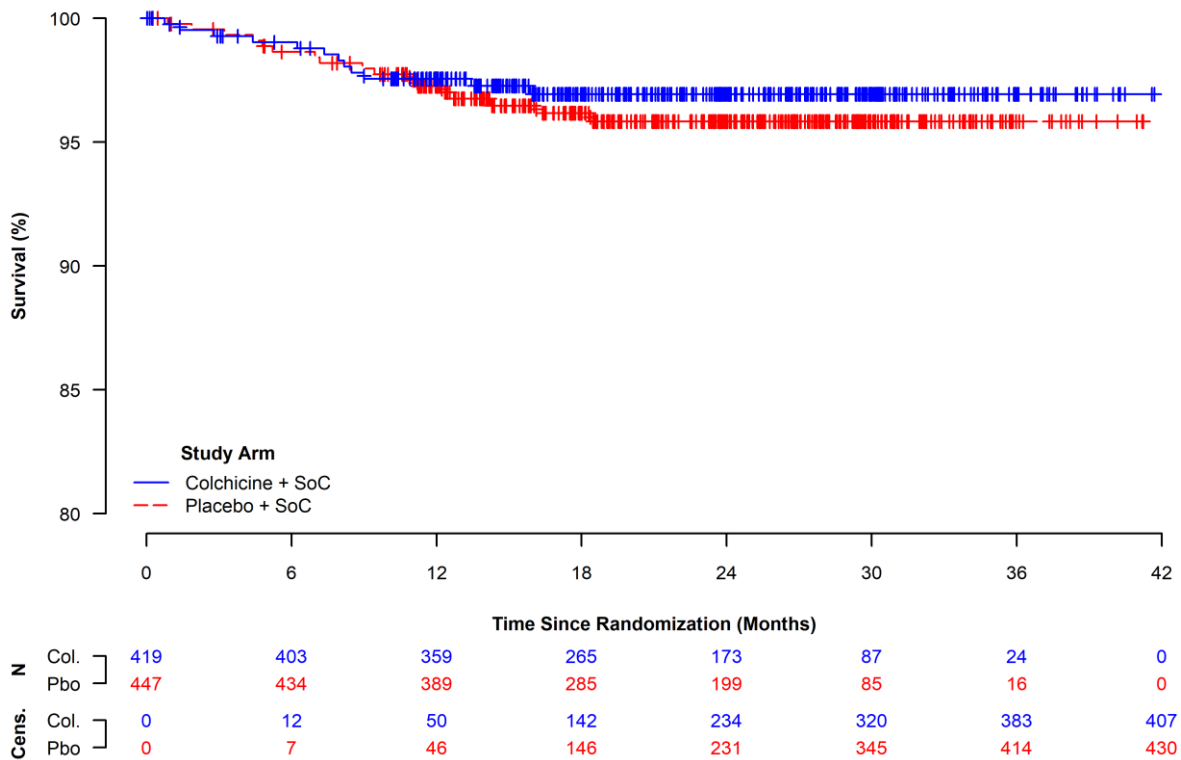 100
95
90
85
80
Survival (%)
Study Arm
Colchicine + SoC
Placebo + SoC
0 6 12 18 24 30 36 42
Time Since Randomization (Months)
N
Col. 419 403 359 265 173 87 24 0
Pbo 447 434 389 285 199 85 16 0
Cens.
Col. 0 12 50 142 234 320 383 407
Pbo 0 7 46 146 231 345 414 430